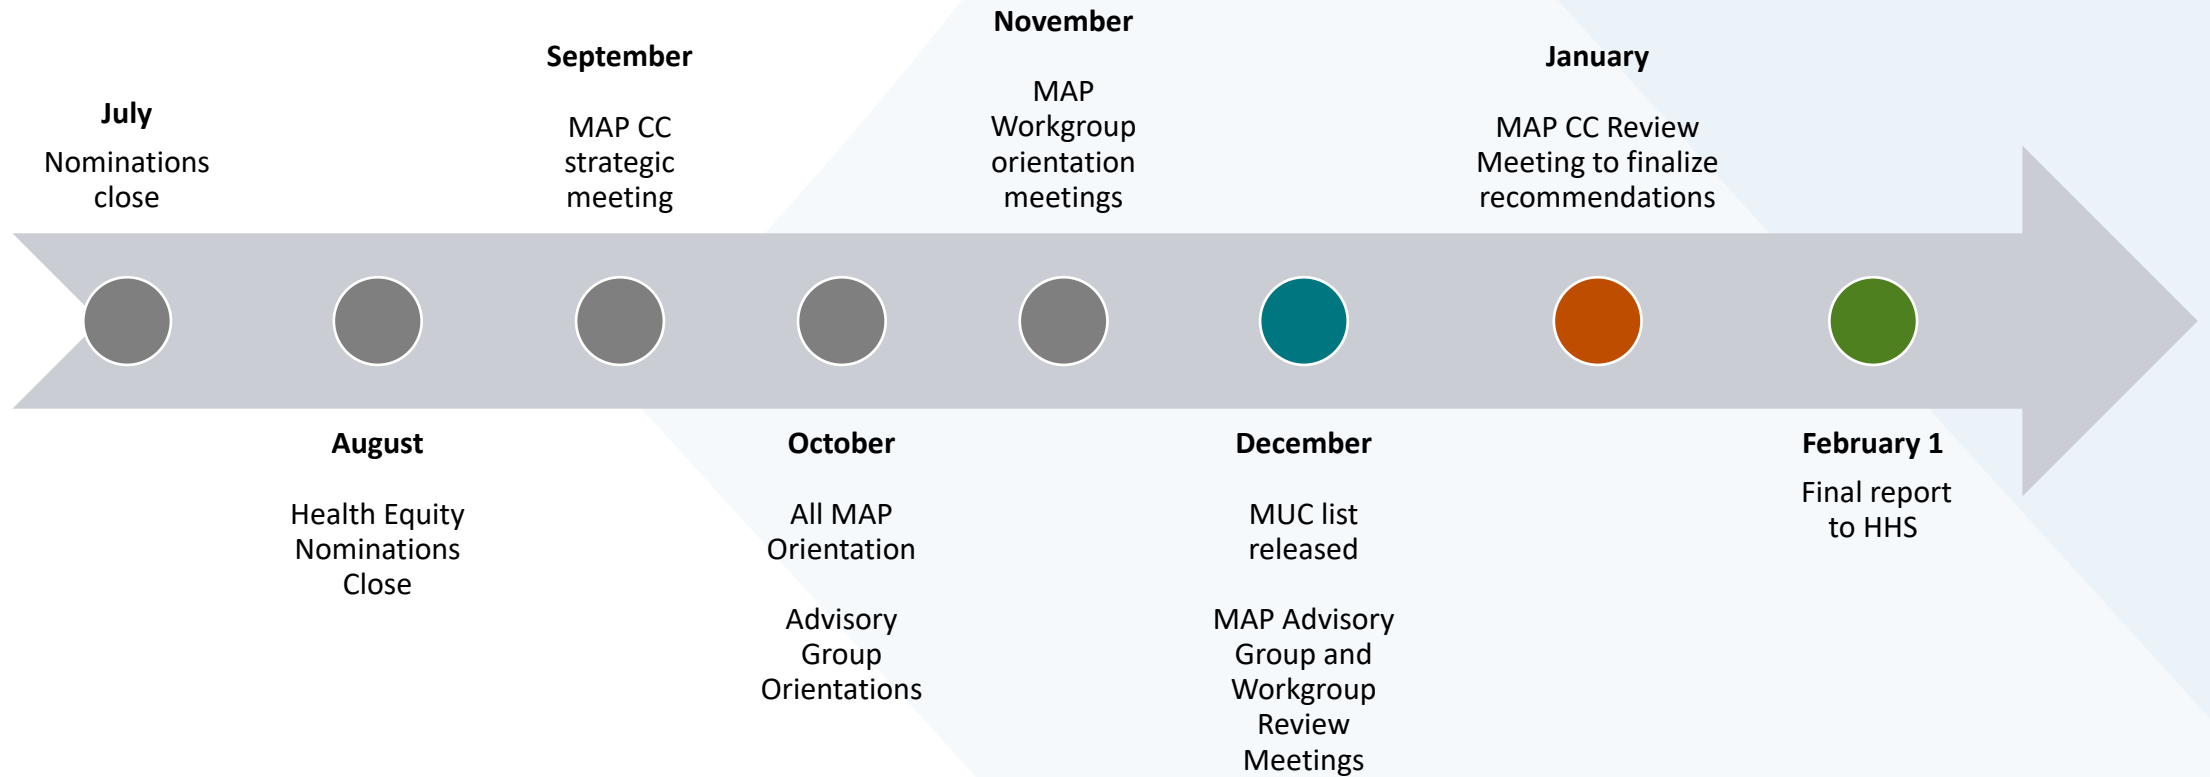 July
Nominations
close
August
Health Equity
Nominations
Close
September
MAP CC
strategic
meeting
October
All MAP
Orientation
Advisory
Group
Orientations
November
MAP
Workgroup
orientation
meetings
December
MUC list
released
MAP Advisory
Group and
Workgroup
Review
Meetings
January
MAP CC Review
Meeting to finalize
recommendations
February 1
Final report
to HHS